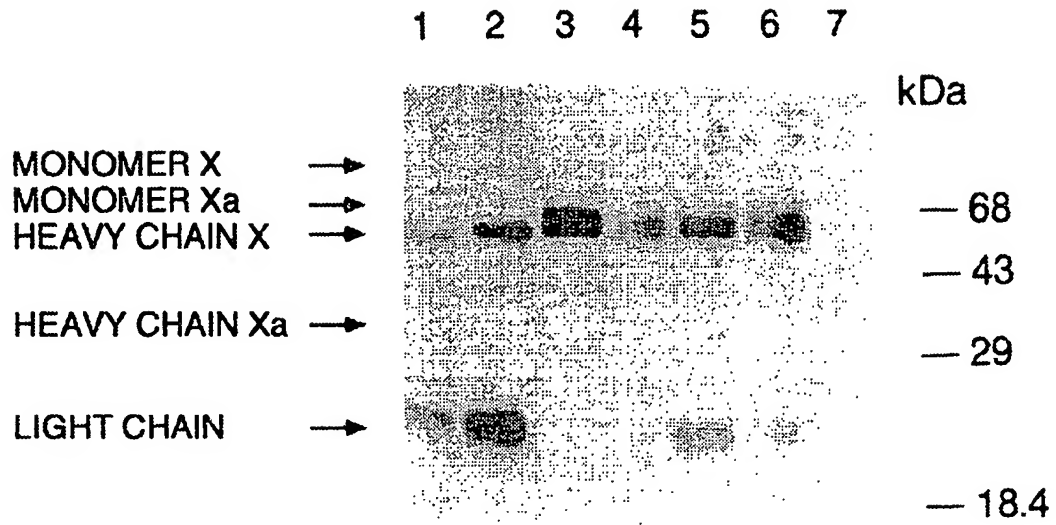 1 2 3 4 5 6 7
kDa
MONOMER X
MONOMER Xa
HEAVY CHAIN X
HEAVY CHAIN Xa
LIGHT CHAIN
68
43
29
18.4